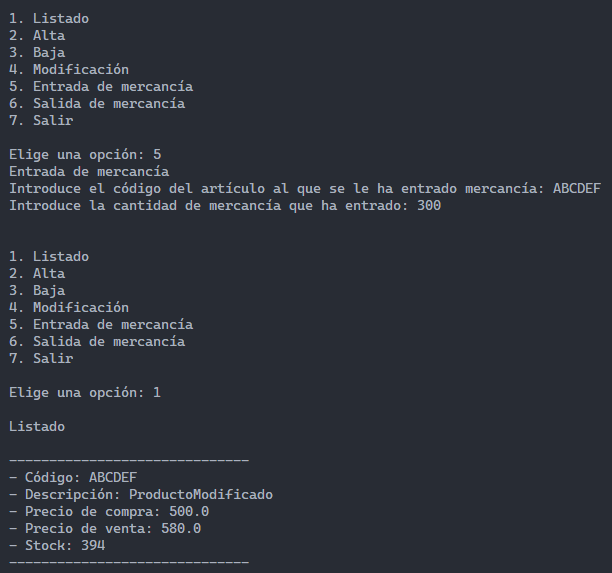 1. Listado
2. Alta
3. Baja
4. Modificación
5. Entrada de mercancía
6. Salida de mercancía
7. Salir
Elige una opción: 5
Entrada de mercancía
Introduce el código del artículo al que se le ha entrado mercancía: ABCDEF
Introduce la cantidad de mercancía que ha entrado: 300
1. Listado
2. Alta
3. Baja
4. Modificación
5. Entrada de mercancía
6. Salida de mercancía
7. Salir
Elige una opción: 1
Listado
------------------------------
- Código: ABCDEF
- Descripción: ProductoModificado
- Precio de compra: 500.0
- Precio de venta: 580.0
- Stock: 394
------------------------------